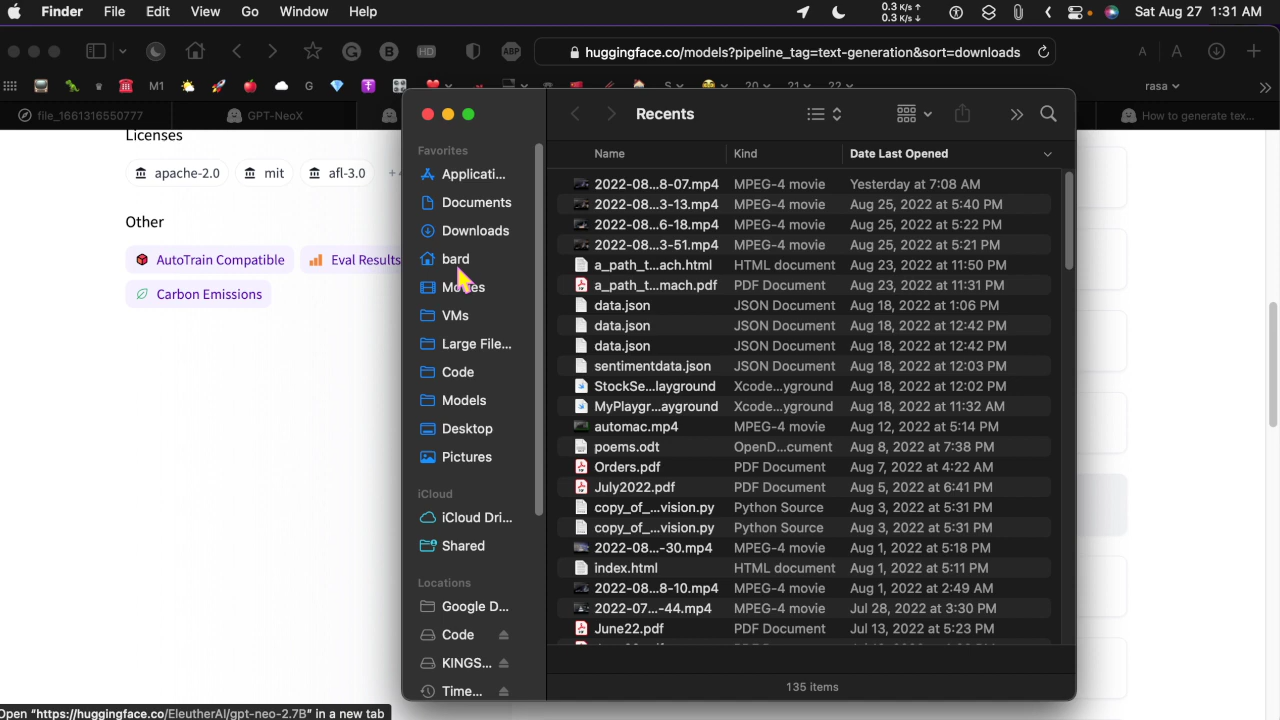 Finder File Edit View Go Window Help 0.3 K/s ↑ 0.3 K/s ↓ Sat Aug 27 1:31 AM
huggingface.co/models?pipeline_tag=text-generation&sort=downloads
M1 G rasa
file_1661316550777 GPT-NeoX How to generate tex...
Licenses
apache-2.0 mit afl-3.0
Other
AutoTrain Compatible Eval Results
Carbon Emissions
Favorites
Applicati...
Documents
Downloads
bard
Movies
VMs
Large File...
Code
Models
Desktop
Pictures
iCloud
iCloud Dri...
Shared
Locations
Google D...
Code
KINGS...
Time...
Recents
Name Kind Date Last Opened
2022-08...8-07.mp4 MPEG-4 movie Yesterday at 7:08 AM
2022-08...3-13.mp4 MPEG-4 movie Aug 25, 2022 at 5:40 PM
2022-08...6-18.mp4 MPEG-4 movie Aug 25, 2022 at 5:22 PM
2022-08...3-51.mp4 MPEG-4 movie Aug 25, 2022 at 5:21 PM
a_path_t...ach.html HTML document Aug 23, 2022 at 11:50 PM
a_path_t...mach.pdf PDF Document Aug 23, 2022 at 11:31 PM
data.json JSON Document Aug 18, 2022 at 1:06 PM
data.json JSON Document Aug 18, 2022 at 12:42 PM
data.json JSON Document Aug 18, 2022 at 12:42 PM
sentimentdata.json JSON Document Aug 18, 2022 at 12:03 PM
StockSe...layground Xcode...yground Aug 18, 2022 at 12:02 PM
MyPlaygr...ayground Xcode...yground Aug 18, 2022 at 11:32 AM
automac.mp4 MPEG-4 movie Aug 12, 2022 at 5:14 PM
poems.odt OpenD...cument Aug 8, 2022 at 7:38 PM
Orders.pdf PDF Document Aug 7, 2022 at 4:22 AM
July2022.pdf PDF Document Aug 5, 2022 at 6:41 PM
copy_of_...vision.py Python Source Aug 3, 2022 at 5:31 PM
copy_of_...vision.py Python Source Aug 3, 2022 at 5:31 PM
2022-08...-30.mp4 MPEG-4 movie Aug 1, 2022 at 5:18 PM
index.html HTML document Aug 1, 2022 at 5:11 PM
2022-08...8-10.mp4 MPEG-4 movie Aug 1, 2022 at 2:49 AM
2022-07...-44.mp4 MPEG-4 movie Jul 28, 2022 at 3:30 PM
June22.pdf PDF Document Jul 13, 2022 at 5:23 PM
135 items
Open "https://huggingface.co/EleutherAI/gpt-neo-2.7B" in a new tab